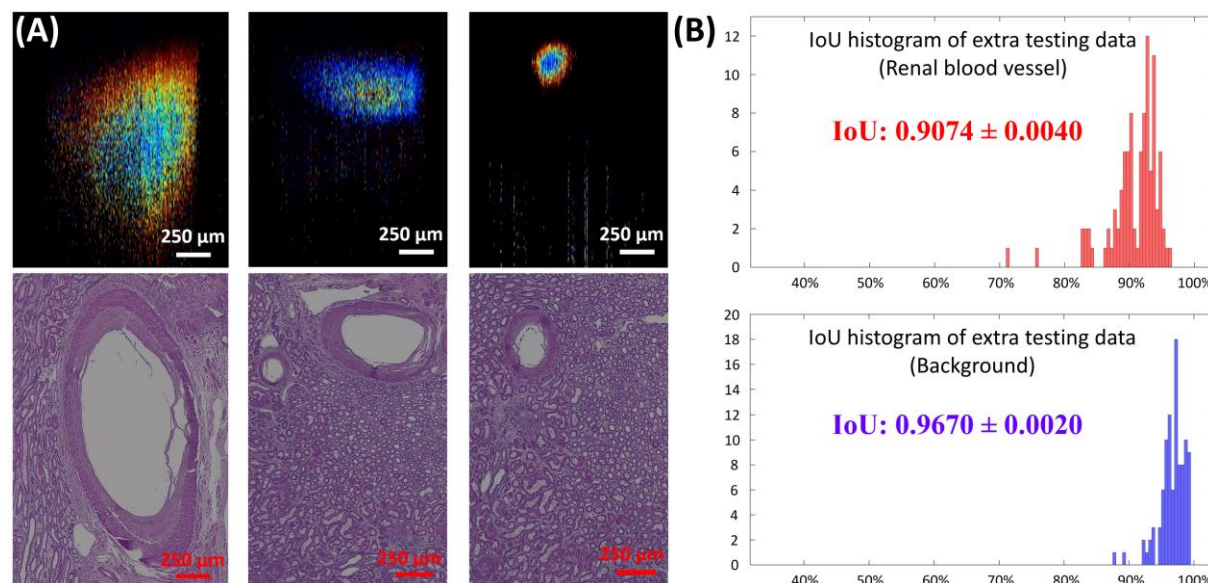 (A)
250 µm
250 µm
250 µm
250 µm
250 µm
250 µm
(B)
IoU histogram of extra testing data
(Renal blood vessel)
IoU: 0.9074 ± 0.0040
12
10
8
6
4
2
0
40%
50%
60%
70%
80%
90%
100%
IoU histogram of extra testing data
(Background)
IoU: 0.9670 ± 0.0020
20
18
16
14
12
10
8
6
4
2
0
40%
50%
60%
70%
80%
90%
100%